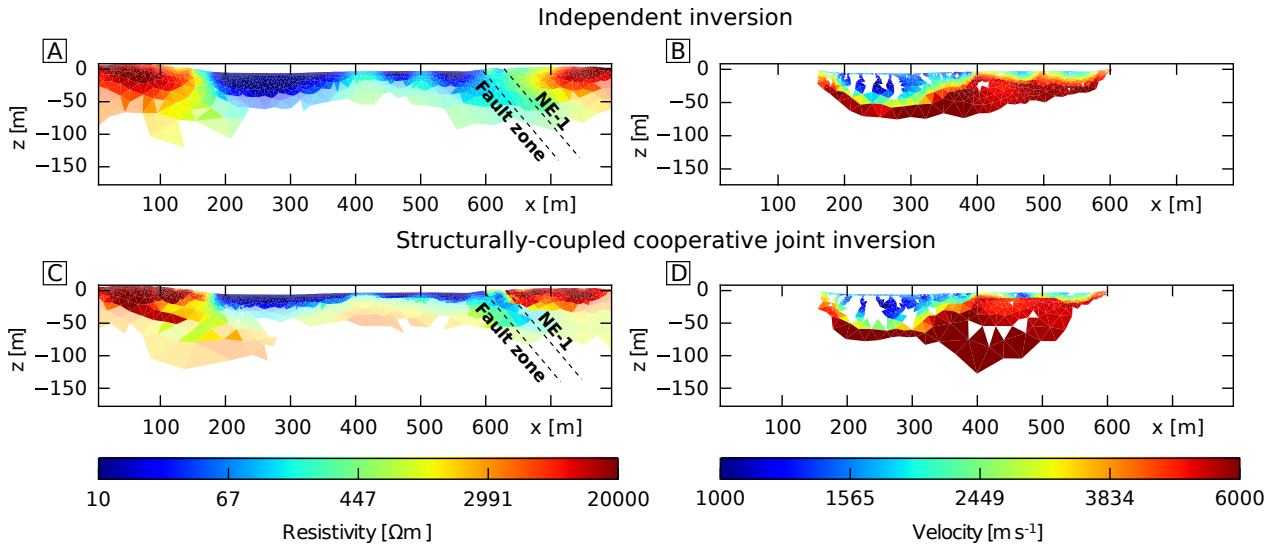 Independent inversion
A
B
0
−50
−100
−150
z [m]
Fault zone
NE-1
100 200 300 400 500 600 x [m]
0
−50
−100
−150
z [m]
100 200 300 400 500 600 x [m]
Structurally-coupled cooperative joint inversion
C
D
0
−50
−100
−150
z [m]
Fault zone
NE-1
100 200 300 400 500 600 x [m]
0
−50
−100
−150
z [m]
100 200 300 400 500 600 x [m]
10 67 447 2991 20000
Resistivity [Ωm]
1000 1565 2449 3834 6000
Velocity [m s⁻¹]